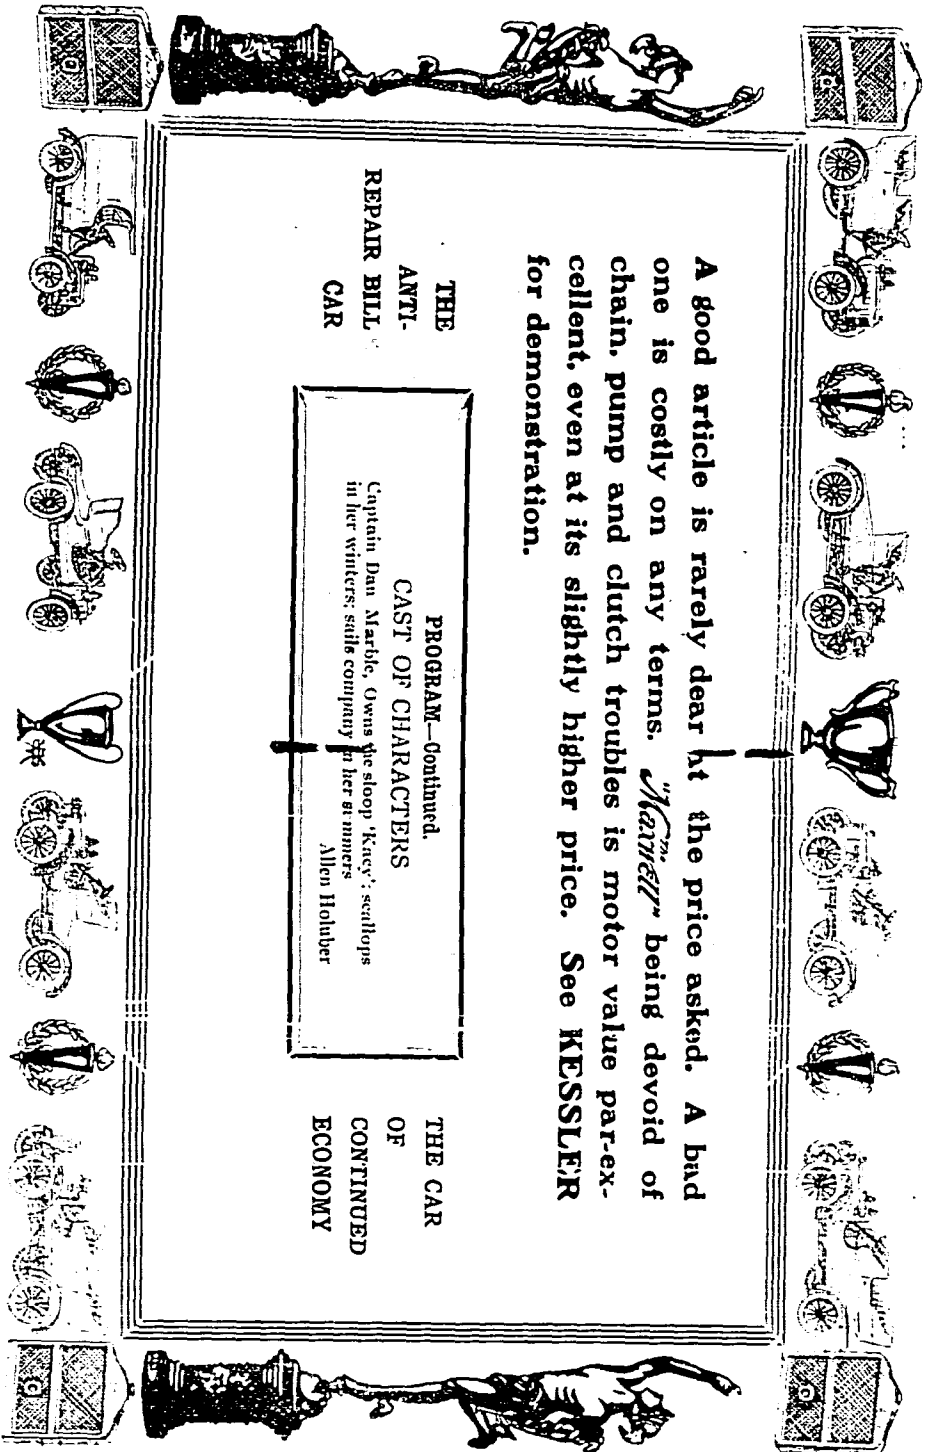 A good article is rarely dear at the price asked. A bad
one is costly on any terms. "Maxwell" being devoid of
chain, pump and clutch troubles is motor value par-ex-
cellent, even at its slightly higher price. See KESSLER
for demonstration.
THE
ANTI-
REPAIR BILL
CAR
PROGRAM—Continued.
CAST OF CHARACTERS
Captain Dan Marble, Owns the sloop 'Kacy'; scallops
in her winters; sails company in her summers
Allen Holuber
THE CAR
OF
CONTINUED
ECONOMY